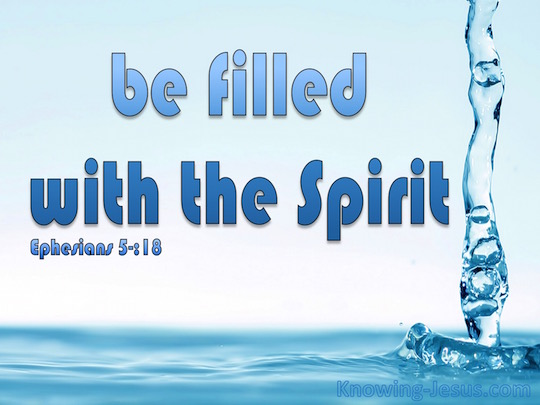 be filled
with the Spirit
Ephesians 5-:18
Knowing-Jesus.com